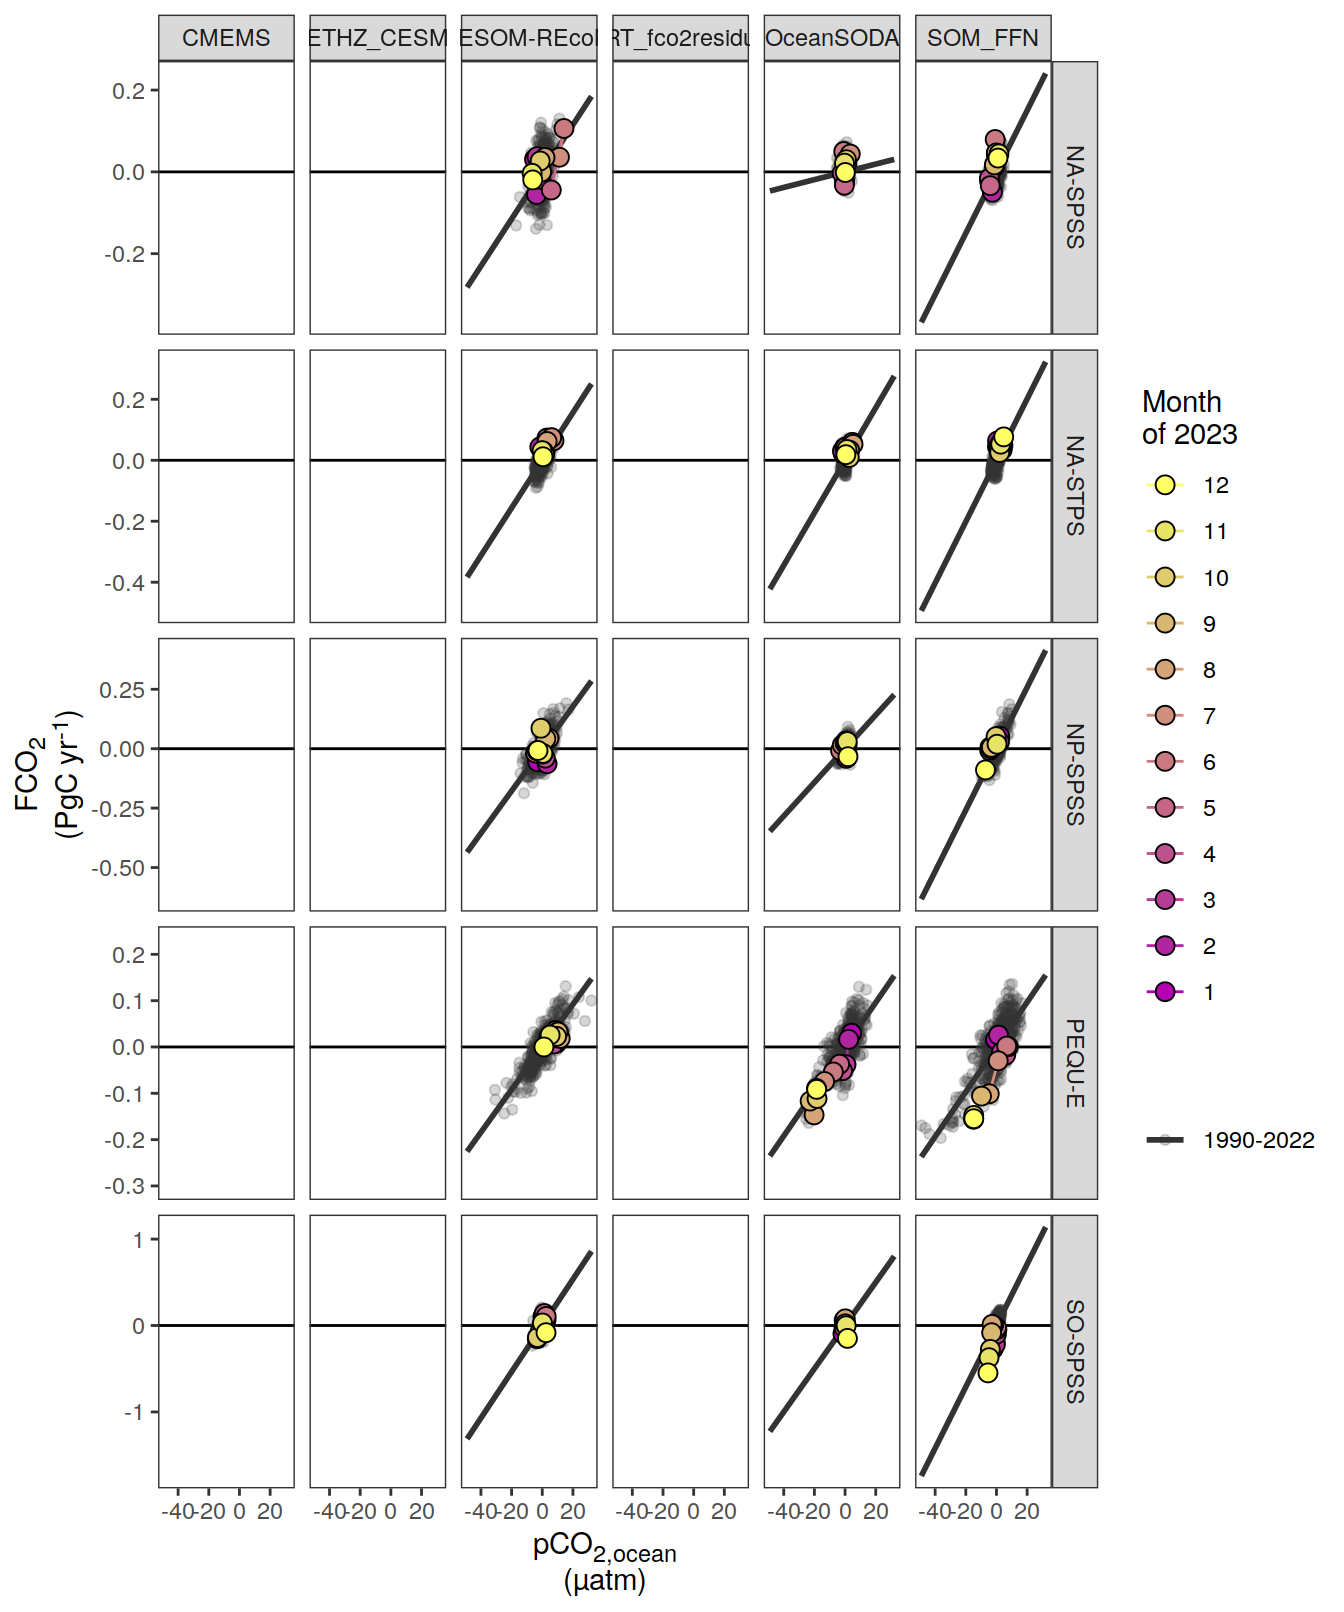 CMEMS ETHZ_CESM ESOM-REcoI RT_fco2residu OceanSODA SOM_FFN
0.2
0.0
-0.2
NA-SPSS
0.2
0.0
-0.2
-0.4
NA-STPS
0.25
0.00
-0.25
-0.50
NP-SPSS
0.2
0.1
0.0
-0.1
-0.2
-0.3
PEQU-E
1
0
-1
SO-SPSS
FCO2
(PgC yr-1)
-40 -20 0 20 -40 -20 0 20 -40 -20 0 20 -40 -20 0 20 -40 -20 0 20 -40 -20 0 20
pCO2,ocean
(µatm)
Month
of 2023
12
11
10
9
8
7
6
5
4
3
2
1
1990-2022